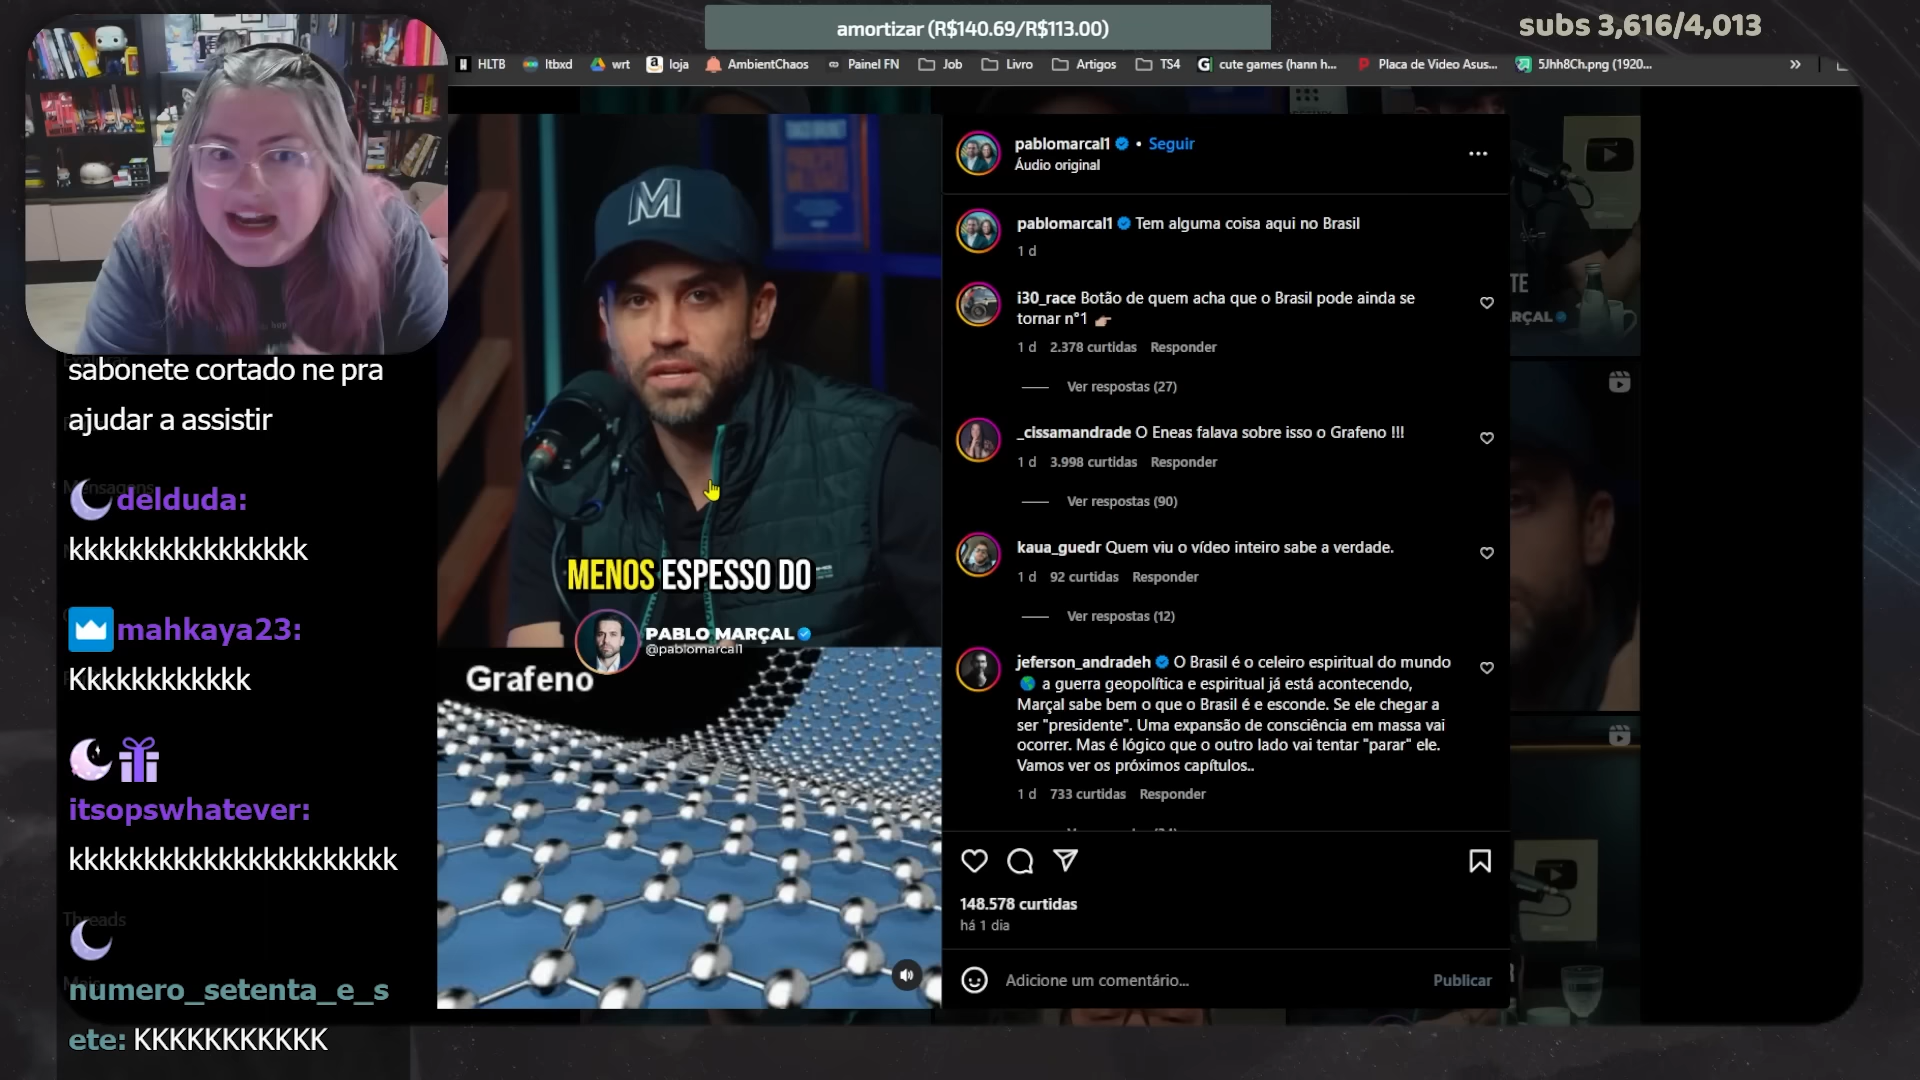 amortizar (R$140.69/R$113.00)
subs 3,616/4,013
HLTB
ltbxd
wrt
loja
AmbientChaos
Painel FN
Job
Livro
Artigos
TS4
cute games (hann h...
Placa de Video Asus...
5Jhh8Ch.png (1920...
»
sabonete cortado ne pra
ajudar a assistir
Mensagens
delduda:
kkkkkkkkkkkkkkkk
mahkaya23:
Kkkkkkkkkkkk
itsopswhatever:
kkkkkkkkkkkkkkkkkkkkkk
Threads
numero_setenta_e_s
ete: KKKKKKKKKKK
M
MENOS ESPESSO DO
PABLO MARÇAL
@pablomarcal1
Grafeno
pablomarcal1 • Seguir
Áudio original
pablomarcal1 Tem alguma coisa aqui no Brasil
1 d
i30_race Botão de quem acha que o Brasil pode ainda se
tornar n°1
1 d 2.378 curtidas Responder
Ver respostas (27)
_cissamandrade O Eneas falava sobre isso o Grafeno !!!
1 d 3.998 curtidas Responder
Ver respostas (90)
kaua_guedr Quem viu o vídeo inteiro sabe a verdade.
1 d 92 curtidas Responder
Ver respostas (12)
jeferson_andradeh O Brasil é o celeiro espiritual do mundo
a guerra geopolítica e espiritual já está acontecendo,
Marçal sabe bem o que o Brasil é e esconde. Se ele chegar a
ser "presidente". Uma expansão de consciência em massa vai
ocorrer. Mas é lógico que o outro lado vai tentar "parar" ele.
Vamos ver os próximos capítulos..
1 d 733 curtidas Responder
148.578 curtidas
há 1 dia
Adicione um comentário...
Publicar
TE
RÇAL